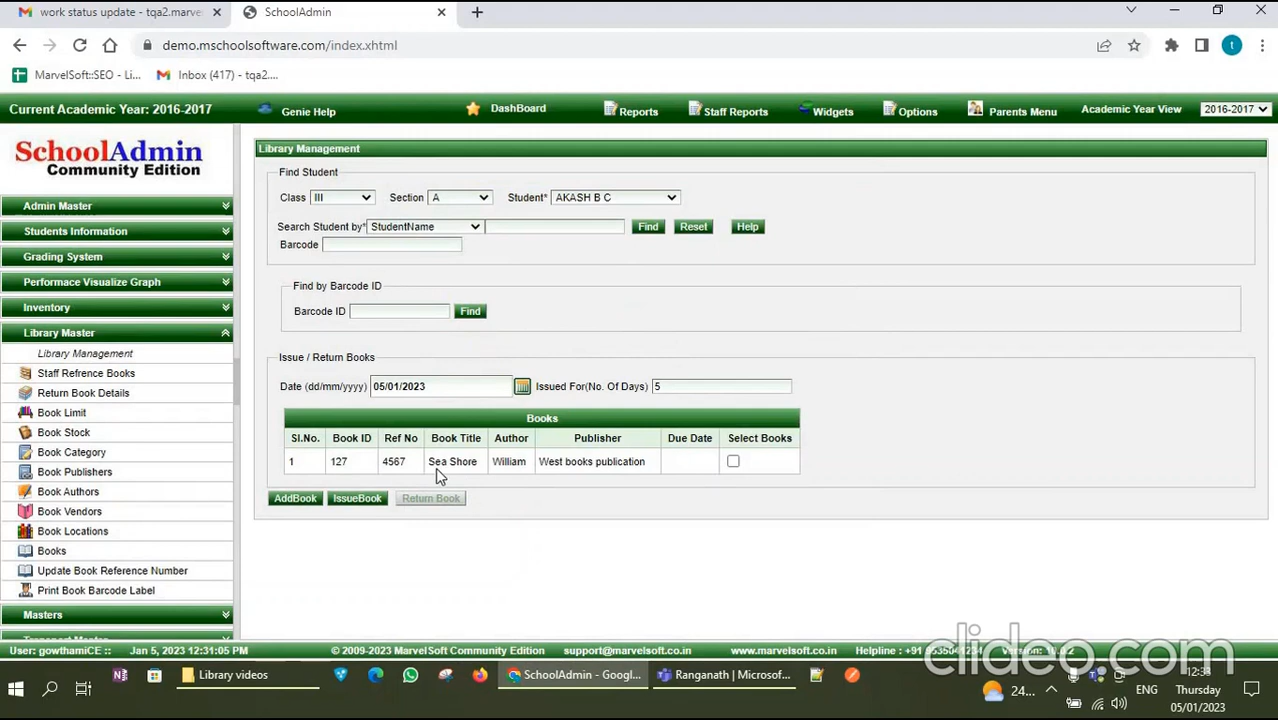 work status update - tqa2.marve
SchoolAdmin
demo.mschoolsoftware.com/index.xhtml
t
MarvelSoft::SEO - Li...
Inbox (417) - tqa2....
Current Academic Year: 2016-2017
Genie Help
DashBoard
Reports
Staff Reports
Widgets
Options
Parents Menu
Academic Year View
2016-2017
SchoolAdmin
Community Edition
Admin Master
Students Information
Grading System
Performace Visualize Graph
Inventory
Library Master
Library Management
Staff Refrence Books
Return Book Details
Book Limit
Book Stock
Book Category
Book Publishers
Book Authors
Book Vendors
Book Locations
Books
Update Book Reference Number
Print Book Barcode Label
Masters
Library Management
Find Student
Class III Section A Student* AKASH B C
Search Student by* StudentName Find Reset Help
Barcode
Find by Barcode ID
Barcode ID Find
Issue / Return Books
Date (dd/mm/yyyy) 05/01/2023 Issued For(No. Of Days) 5
Books
Sl.No. Book ID Ref No Book Title Author Publisher Due Date Select Books
1 127 4567 Sea Shore William West books publication
AddBook IssueBook Return Book
User: gowthamiCE :: Jan 5, 2023 12:31:05 PM © 2009-2023 MarvelSoft Community Edition support@marvelsoft.co.in www.marvelsoft.co.in Helpline : +91 9535041234
clideo.com
Library videos
SchoolAdmin - Googl...
Ranganath | Microsof...
24...
ENG
12:33
Thursday
05/01/2023